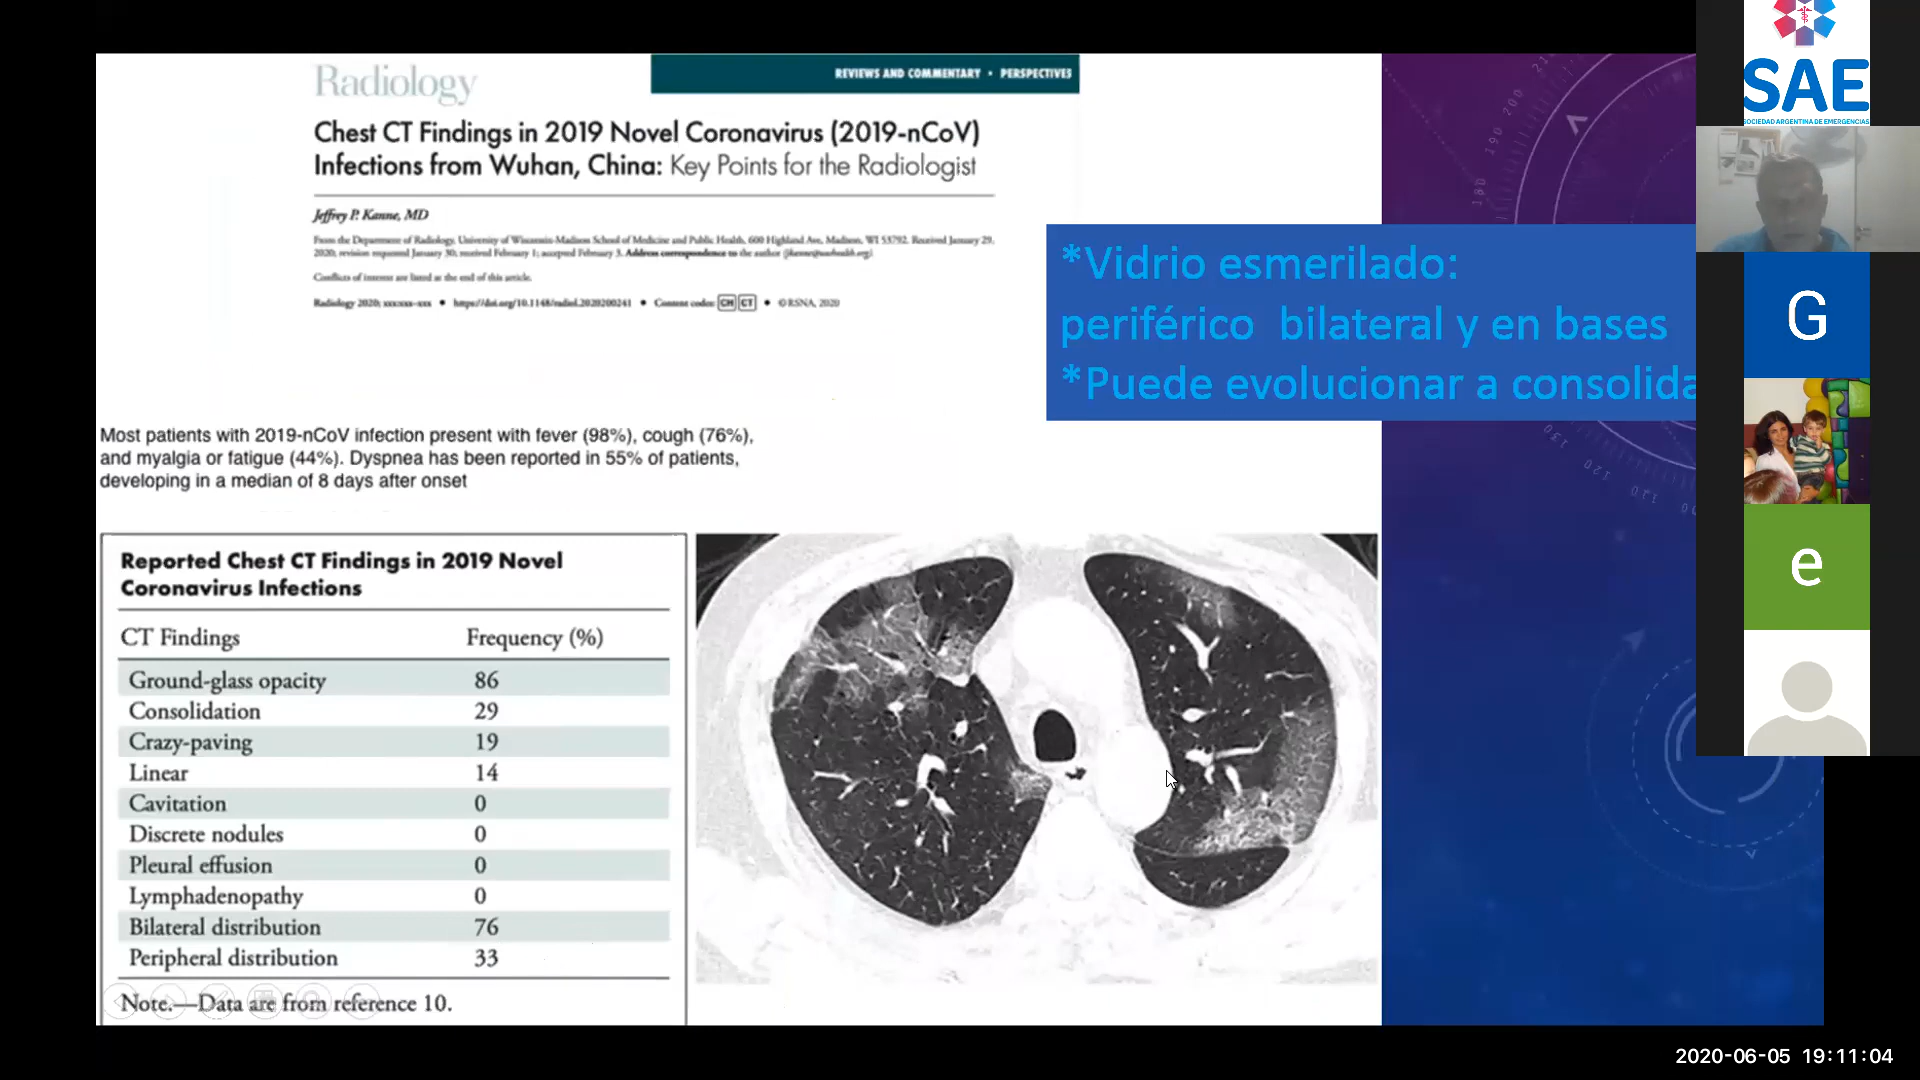 Radiology
REVIEWS AND COMMENTARY • PERSPECTIVES
Chest CT Findings in 2019 Novel Coronavirus (2019-nCoV)
Infections from Wuhan, China: Key Points for the Radiologist
Jeffrey P. Kanne, MD
From the Department of Radiology, University of Wisconsin-Madison School of Medicine and Public Health, 600 Highland Ave, Madison, WI 53792. Received January 29,
2020; revision requested January 30; received February 1; accepted February 3. Address correspondence to the author (jkanne@uwhealth.org)
Conflicts of interest are listed at the end of this article.
Radiology 2020; xxx:xxx–xxx • https://doi.org/10.1148/radiol.2020200241 • Content codes: CH CT • © RSNA, 2020
*Vidrio esmerilado:
periférico bilateral y en bases
*Puede evolucionar a consolida
Most patients with 2019-nCoV infection present with fever (98%), cough (76%),
and myalgia or fatigue (44%). Dyspnea has been reported in 55% of patients,
developing in a median of 8 days after onset
Reported Chest CT Findings in 2019 Novel
Coronavirus Infections
CT Findings Frequency (%)
Ground-glass opacity 86
Consolidation 29
Crazy-paving 19
Linear 14
Cavitation 0
Discrete nodules 0
Pleural effusion 0
Lymphadenopathy 0
Bilateral distribution 76
Peripheral distribution 33
Note.—Data are from reference 10.
SAE
SOCIEDAD ARGENTINA DE EMERGENCIAS
G
e
210
200
190
180
130
120
110
2020-06-05 19:11:04